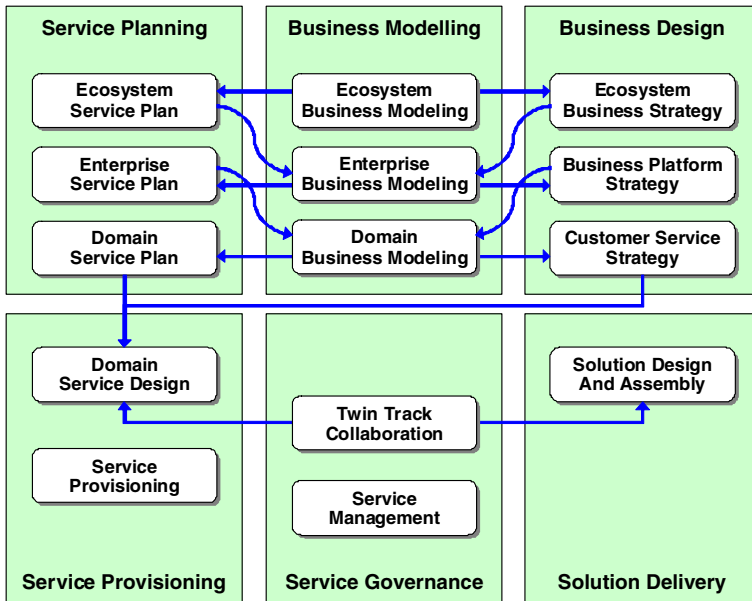 Service Planning
Business Modelling
Business Design
Ecosystem
Service Plan
Ecosystem
Business Modeling
Ecosystem
Business Strategy
Enterprise
Service Plan
Enterprise
Business Modeling
Business Platform
Strategy
Domain
Service Plan
Domain
Business Modeling
Customer Service
Strategy
Domain
Service Design
Solution Design
And Assembly
Twin Track
Collaboration
Service
Provisioning
Service
Management
Service Provisioning
Service Governance
Solution Delivery